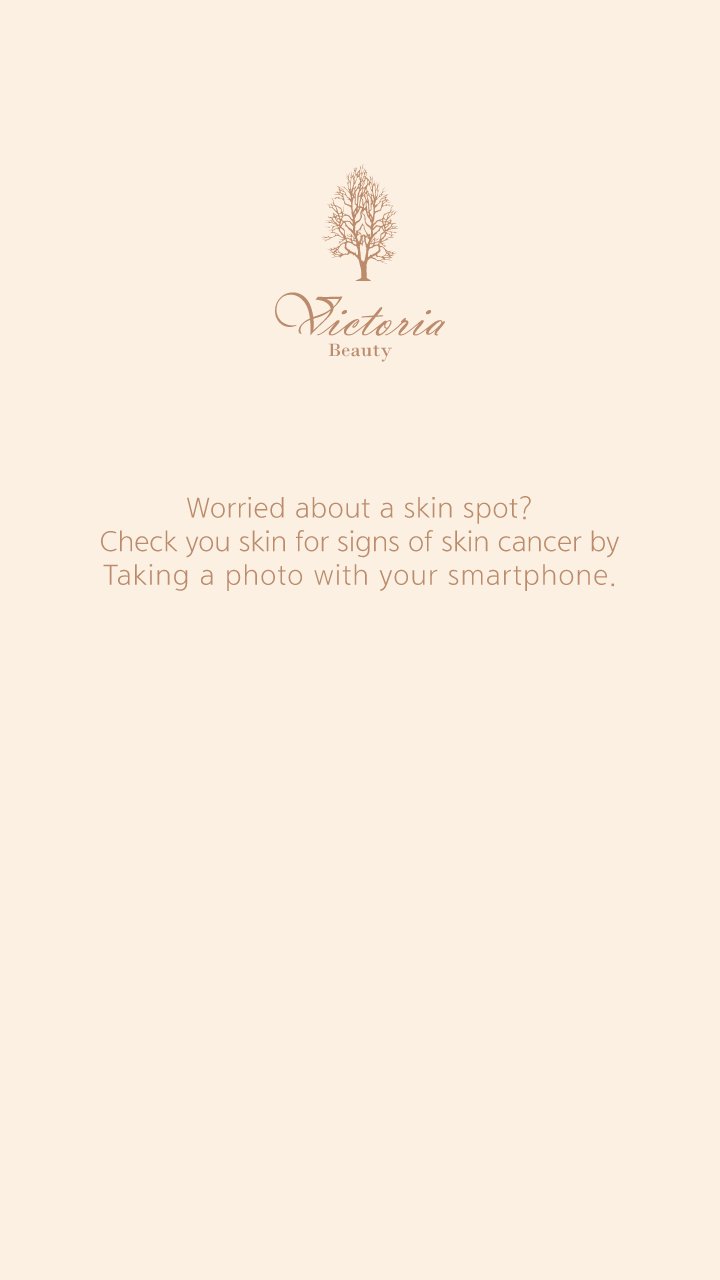 Victoria
Beauty
Worried about a skin spot?
Check you skin for signs of skin cancer by
Taking a photo with your smartphone.